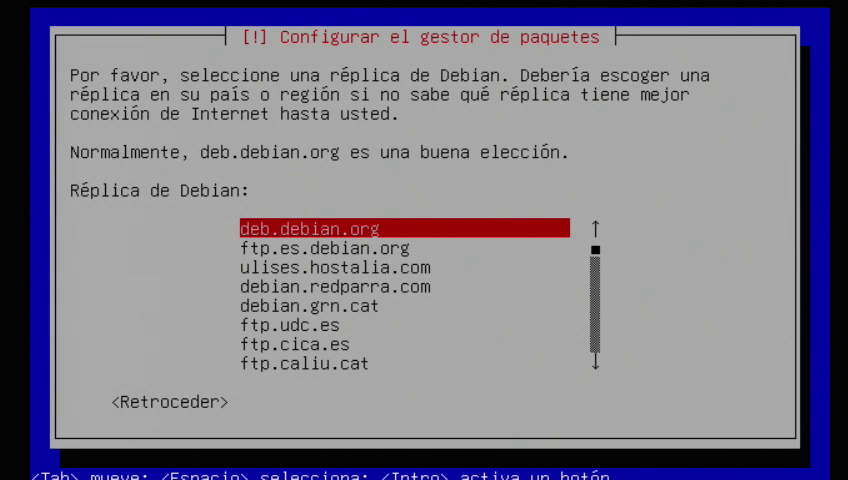 [!] Configurar el gestor de paquetes
Por favor, seleccione una réplica de Debian. Debería escoger una
réplica en su país o región si no sabe qué réplica tiene mejor
conexión de Internet hasta usted.
Normalmente, deb.debian.org es una buena elección.
Réplica de Debian:
deb.debian.org
ftp.es.debian.org
ulises.hostalia.com
debian.redparra.com
debian.grn.cat
ftp.udc.es
ftp.cica.es
ftp.caliu.cat
<Retroceder>
<Tab> mueve; <Espacio> selecciona; <Intro> activa un botón